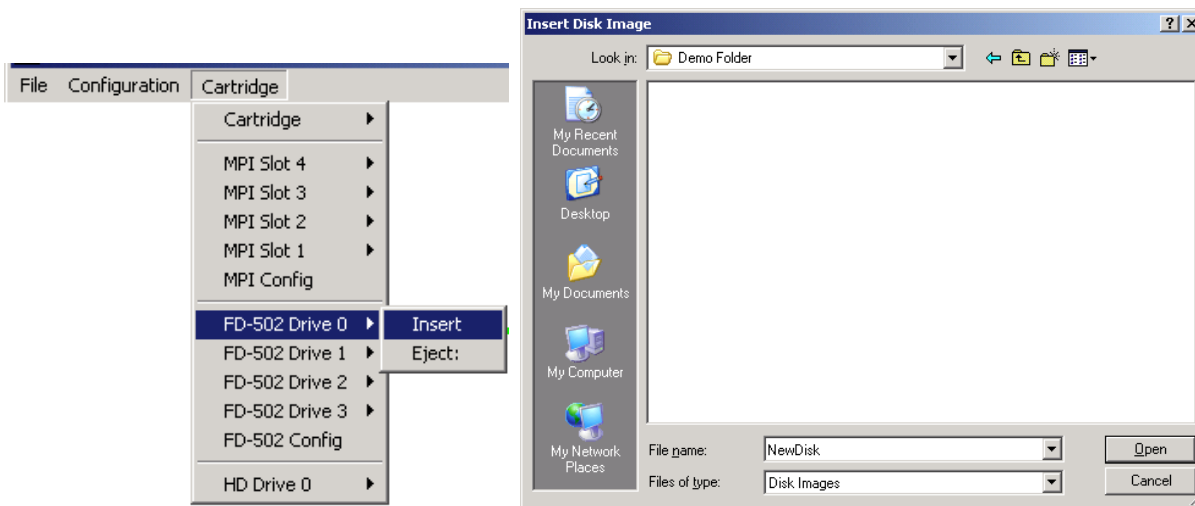 File Configuration Cartridge
Cartridge
MPI Slot 4
MPI Slot 3
MPI Slot 2
MPI Slot 1
MPI Config
FD-502 Drive 0
Insert
FD-502 Drive 1
Eject:
FD-502 Drive 2
FD-502 Drive 3
FD-502 Config
HD Drive 0
Insert Disk Image
Look in: Demo Folder
My Recent
Documents
Desktop
My Documents
My Computer
My Network
Places
File name: NewDisk Open
Files of type: Disk Images Cancel